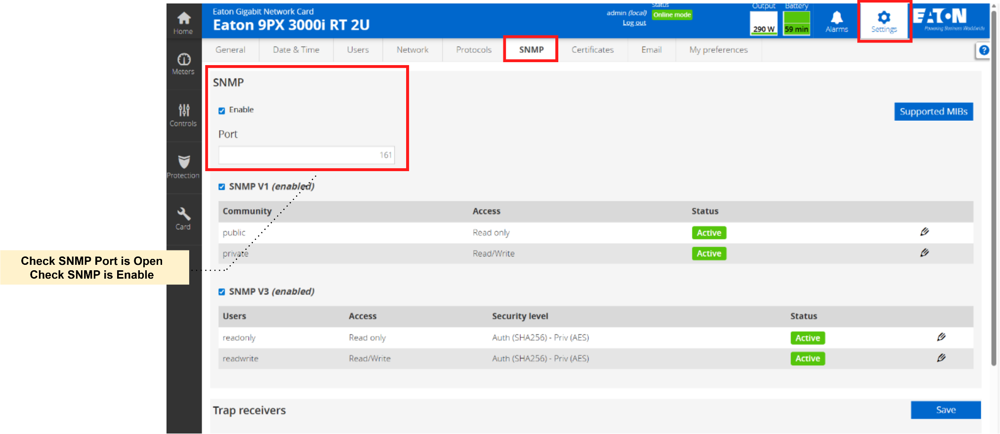 Home
Eaton Gigabit Network Card
Eaton 9PX 3000i RT 2U
admin (local)
Log out
Status
Online mode
Output
290 W
Battery
59 min
Alarms
Settings
EATON
Powering Business Worldwide
General
Date & Time
Users
Network
Protocols
SNMP
Certificates
Email
My preferences
?
Meters
Controls
Protection
Card
SNMP
Enable
Supported MIBs
Port
161
SNMP V1 (enabled)
Community Access Status
public Read only Active
private Read/Write Active
Check SNMP Port is Open
Check SNMP is Enable
SNMP V3 (enabled)
Users Access Security level Status
readonly Read only Auth (SHA256) - Priv (AES) Active
readwrite Read/Write Auth (SHA256) - Priv (AES) Active
Trap receivers
Save